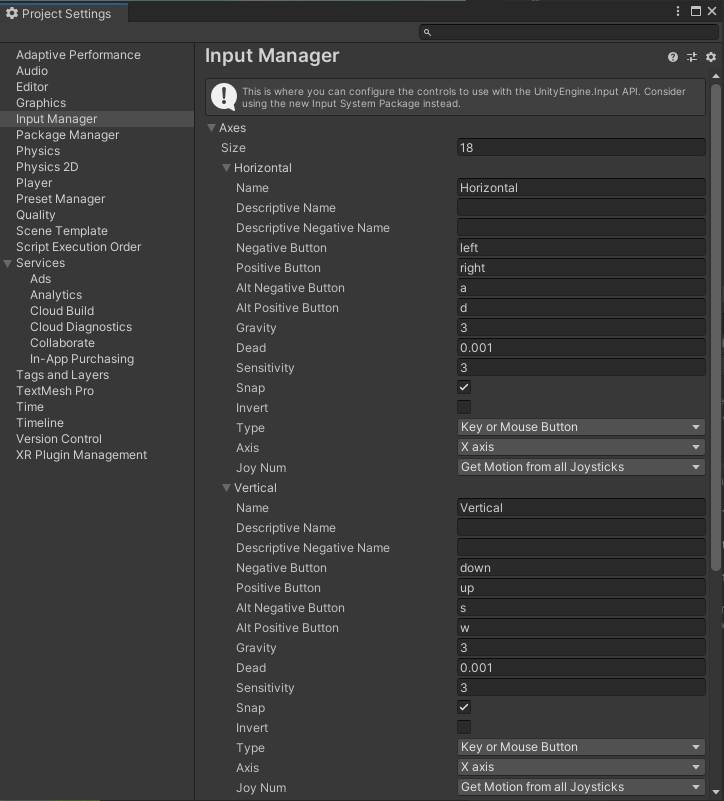 Project Settings
Adaptive Performance
Audio
Editor
Graphics
Input Manager
Package Manager
Physics
Physics 2D
Player
Preset Manager
Quality
Scene Template
Script Execution Order
Services
Ads
Analytics
Cloud Build
Cloud Diagnostics
Collaborate
In-App Purchasing
Tags and Layers
TextMesh Pro
Time
Timeline
Version Control
XR Plugin Management
Input Manager
This is where you can configure the controls to use with the UnityEngine.Input API. Consider
using the new Input System Package instead.
Axes
Size 18
Horizontal
Name Horizontal
Descriptive Name
Descriptive Negative Name
Negative Button left
Positive Button right
Alt Negative Button a
Alt Positive Button d
Gravity 3
Dead 0.001
Sensitivity 3
Snap
Invert
Type Key or Mouse Button
Axis X axis
Joy Num Get Motion from all Joysticks
Vertical
Name Vertical
Descriptive Name
Descriptive Negative Name
Negative Button down
Positive Button up
Alt Negative Button s
Alt Positive Button w
Gravity 3
Dead 0.001
Sensitivity 3
Snap
Invert
Type Key or Mouse Button
Axis X axis
Joy Num Get Motion from all Joysticks